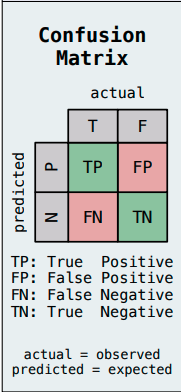 Confusion
Matrix
actual
T F
predicted
P TP FP
N FN TN
TP: True Positive
FP: False Positive
FN: False Negative
TN: True Negative
actual = observed
predicted = expected